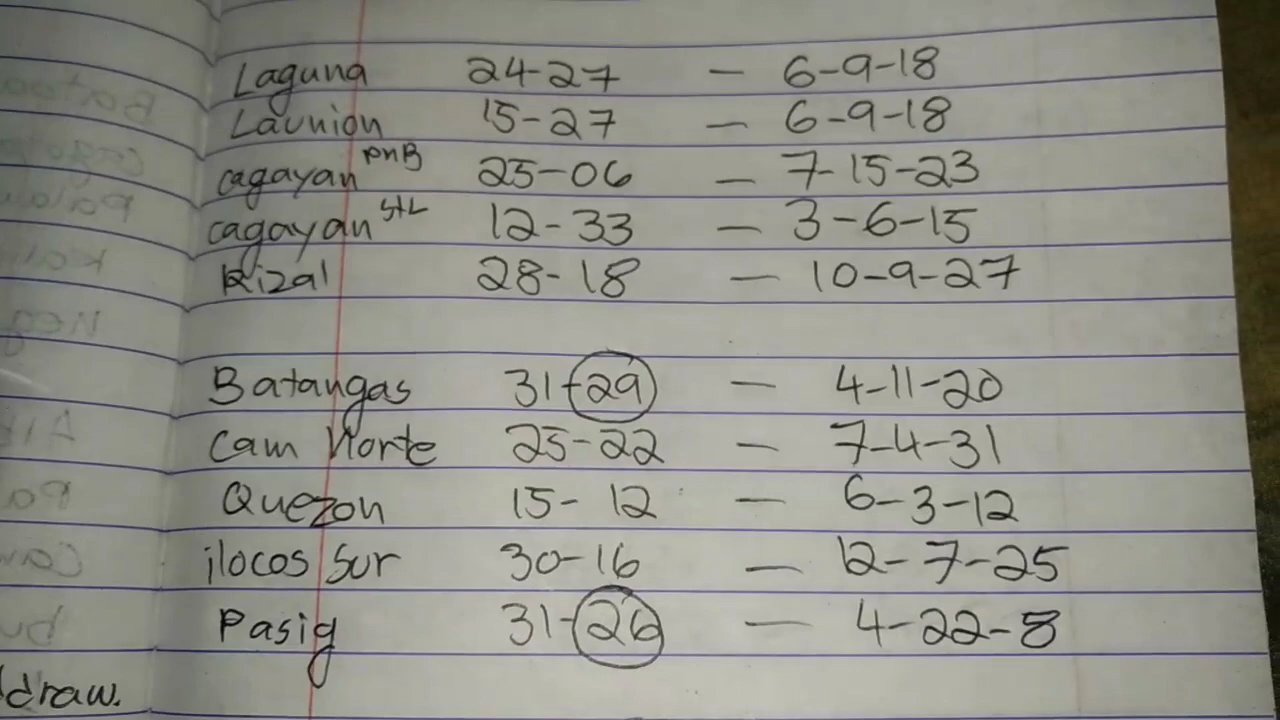 Laguna 24-27 - 6-9-18
Launion 15-27 - 6-9-18
cagayan PnB 25-06 - 7-15-23
cagayan StL 12-33 - 3-6-15
Rizal 28-18 - 10-9-27
Batangas 31-29 - 4-11-20
Cam Norte 25-22 - 7-4-31
Quezon 15-12 - 6-3-12
ilocos Sur 30-16 - 12-7-25
Pasig 31-26 - 4-22-8
draw.